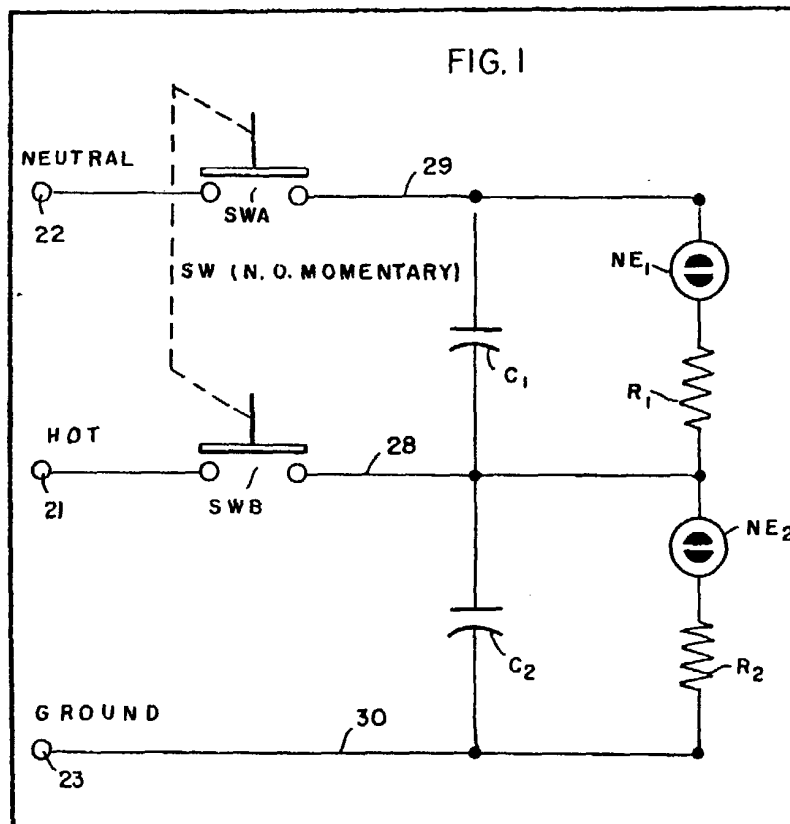 FIG. 1
NEUTRAL
22
SWA
29
NE1
SW (N.O. MOMENTARY)
C1
R1
HOT
21
SWB
28
NE2
C2
R2
GROUND
23
30